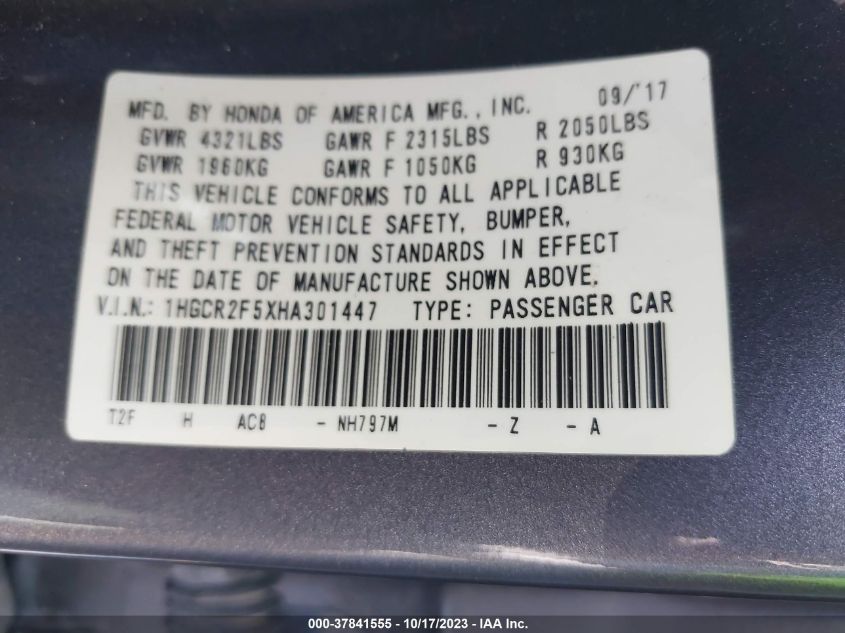 MFD. BY HONDA OF AMERICA MFG., INC. 09/'17
GVWR 4321LBS GAWR F 2315LBS R 2050LBS
GVWR 1960KG GAWR F 1050KG R 930KG
THIS VEHICLE CONFORMS TO ALL APPLICABLE
FEDERAL MOTOR VEHICLE SAFETY, BUMPER,
AND THEFT PREVENTION STANDARDS IN EFFECT
ON THE DATE OF MANUFACTURE SHOWN ABOVE.
V.I.N.: 1HGCR2F5XHA301447 TYPE: PASSENGER CAR
T2F H AC8 - NH797M - Z - A
000-37841555 - 10/17/2023 - IAA Inc.